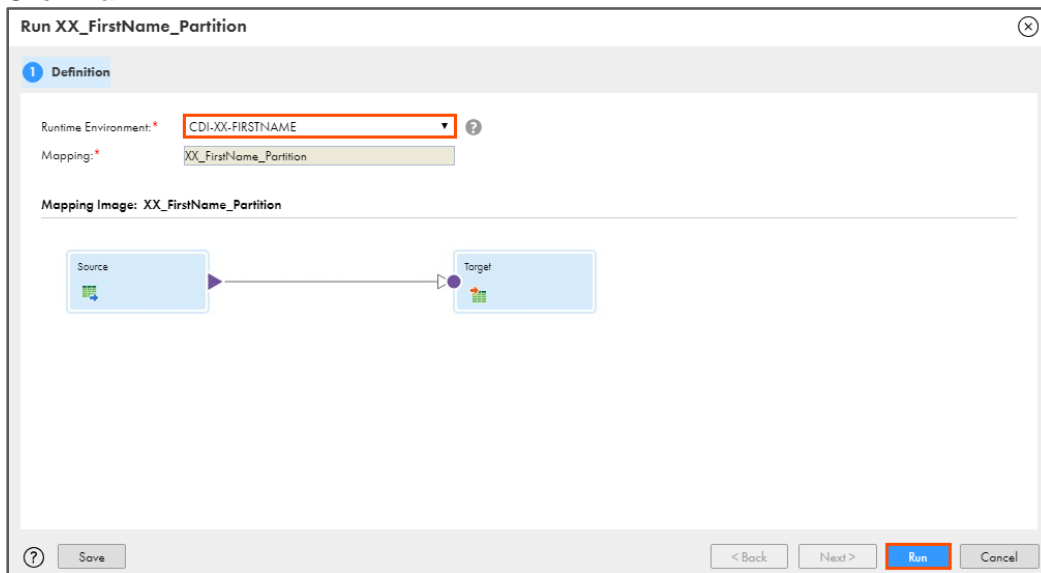 Run XX_FirstName_Partition
1 Definition
Runtime Environment:* CDI-XX-FIRSTNAME
Mapping:* XX_FirstName_Partition
Mapping Image: XX_FirstName_Partition
Source Target
? Save < Back Next > Run Cancel